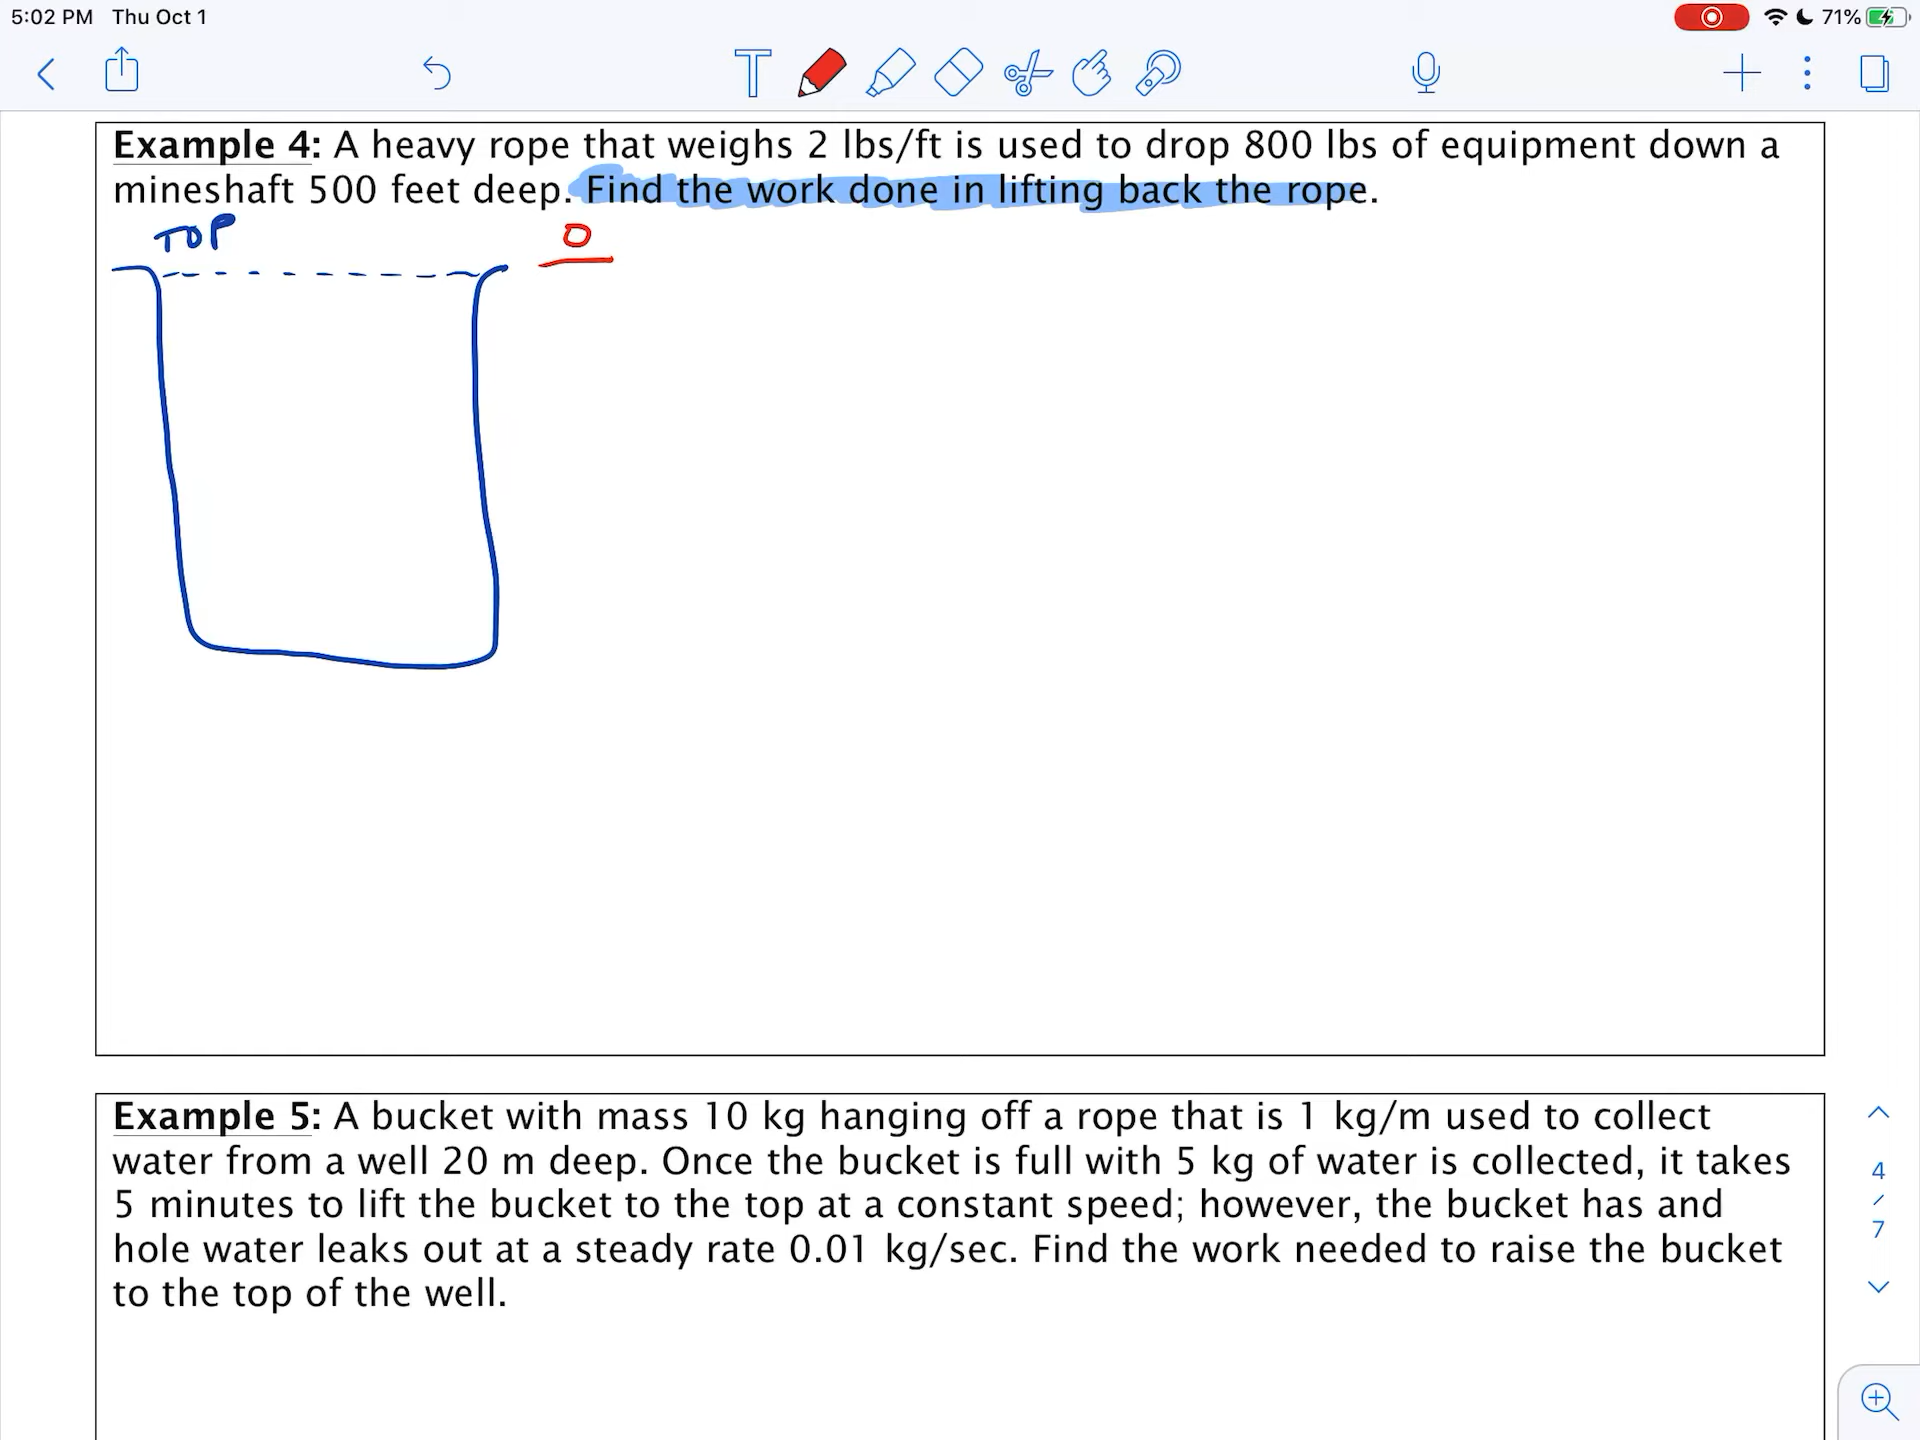 5:02 PM Thu Oct 1
71%
T
Example 4: A heavy rope that weighs 2 lbs/ft is used to drop 800 lbs of equipment down a
mineshaft 500 feet deep. Find the work done in lifting back the rope.
TOP
0
Example 5: A bucket with mass 10 kg hanging off a rope that is 1 kg/m used to collect
water from a well 20 m deep. Once the bucket is full with 5 kg of water is collected, it takes
5 minutes to lift the bucket to the top at a constant speed; however, the bucket has and
hole water leaks out at a steady rate 0.01 kg/sec. Find the work needed to raise the bucket
to the top of the well.
4
/
7